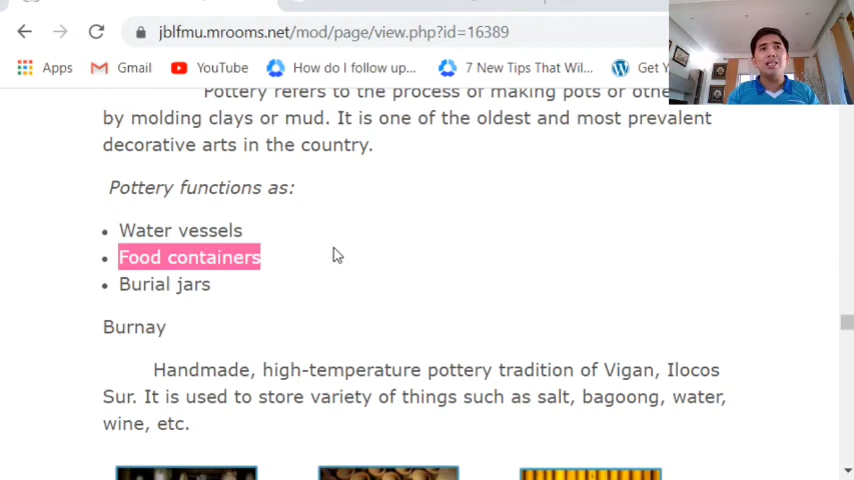 jblfmu.mrooms.net/mod/page/view.php?id=16389
Apps Gmail YouTube How do I follow up... 7 New Tips That Wil... Get Y
Pottery refers to the process of making pots or othe
by molding clays or mud. It is one of the oldest and most prevalent
decorative arts in the country.
Pottery functions as:
• Water vessels
• Food containers
• Burial jars
Burnay
Handmade, high-temperature pottery tradition of Vigan, Ilocos
Sur. It is used to store variety of things such as salt, bagoong, water,
wine, etc.